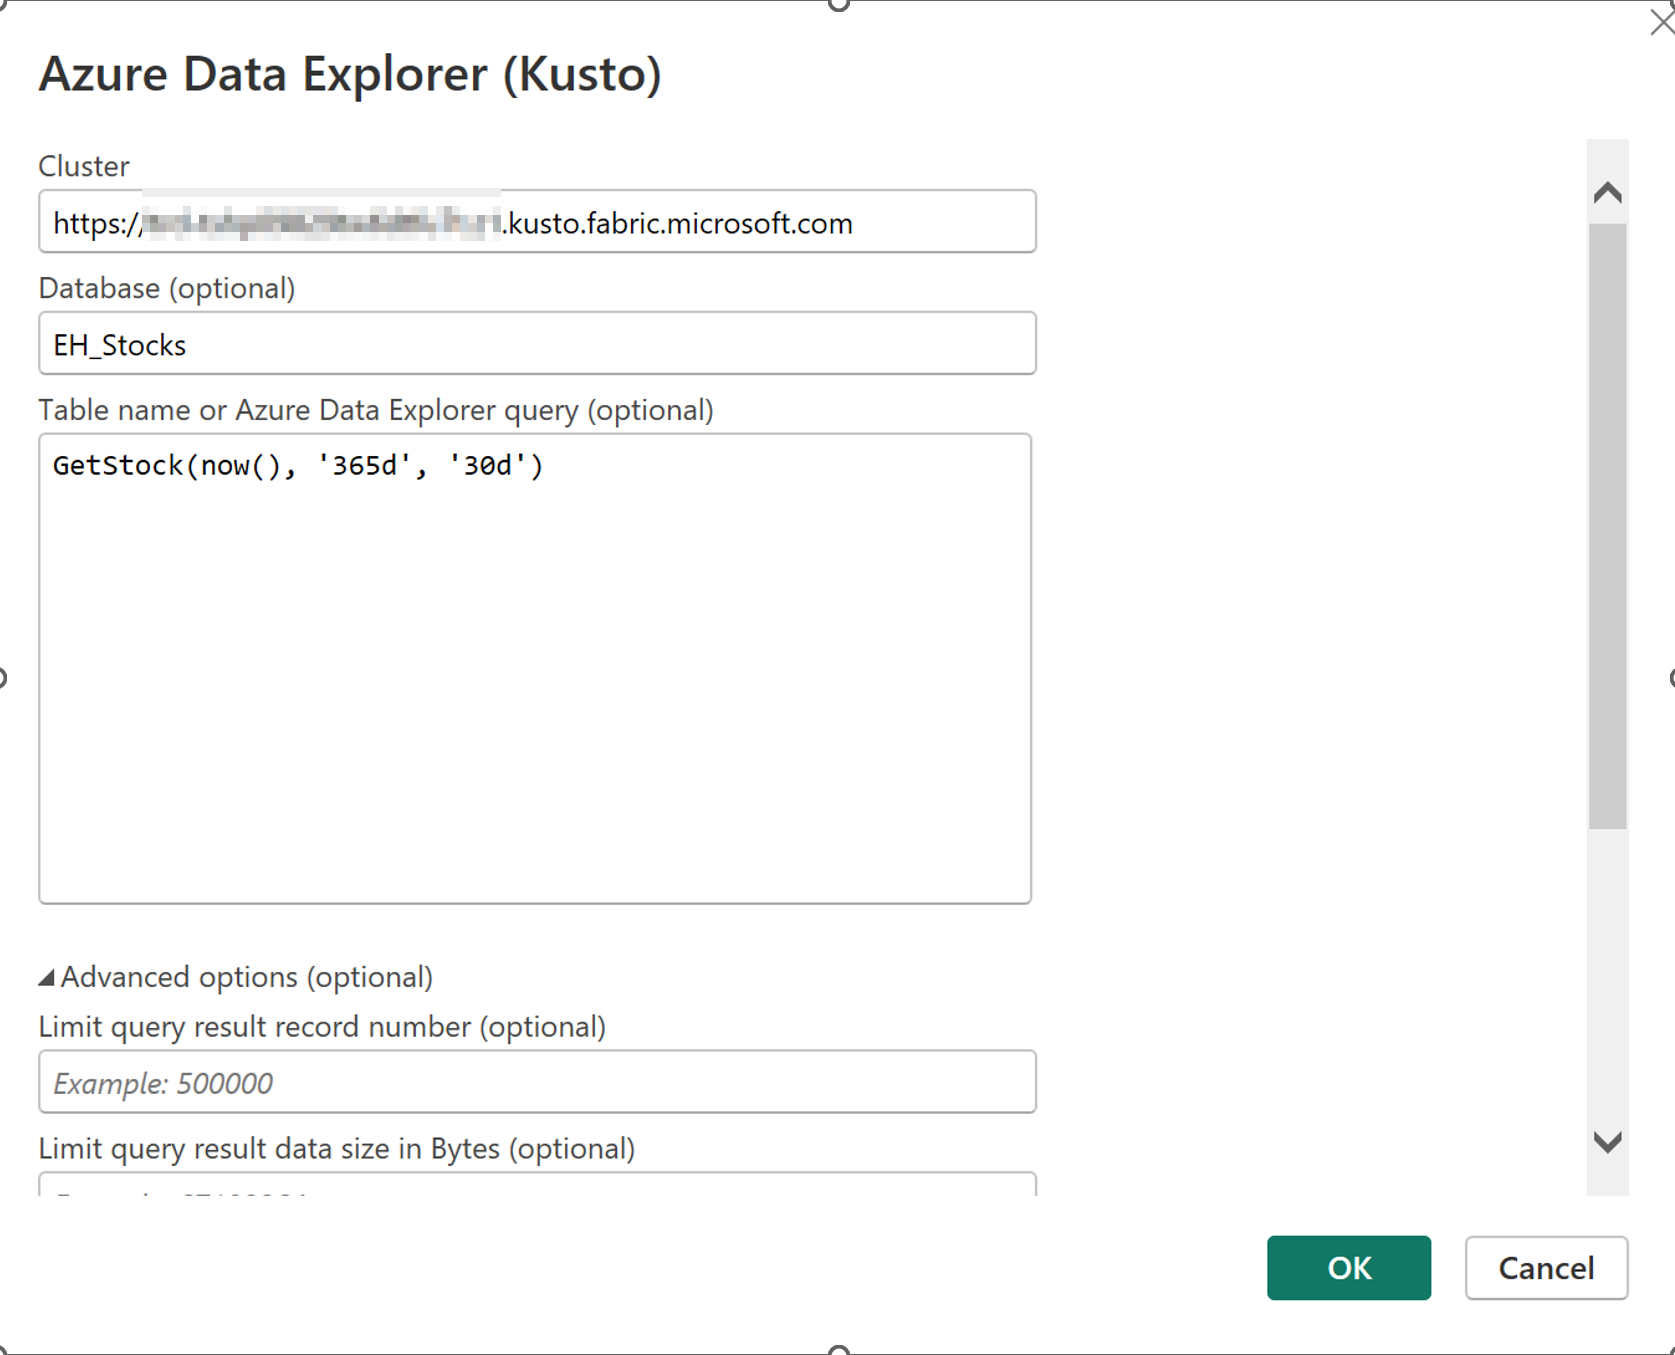 Azure Data Explorer (Kusto)
Cluster
https:// .kusto.fabric.microsoft.com
Database (optional)
EH_Stocks
Table name or Azure Data Explorer query (optional)
GetStock(now(), '365d', '30d')
Advanced options (optional)
Limit query result record number (optional)
Example: 500000
Limit query result data size in Bytes (optional)
OK
Cancel